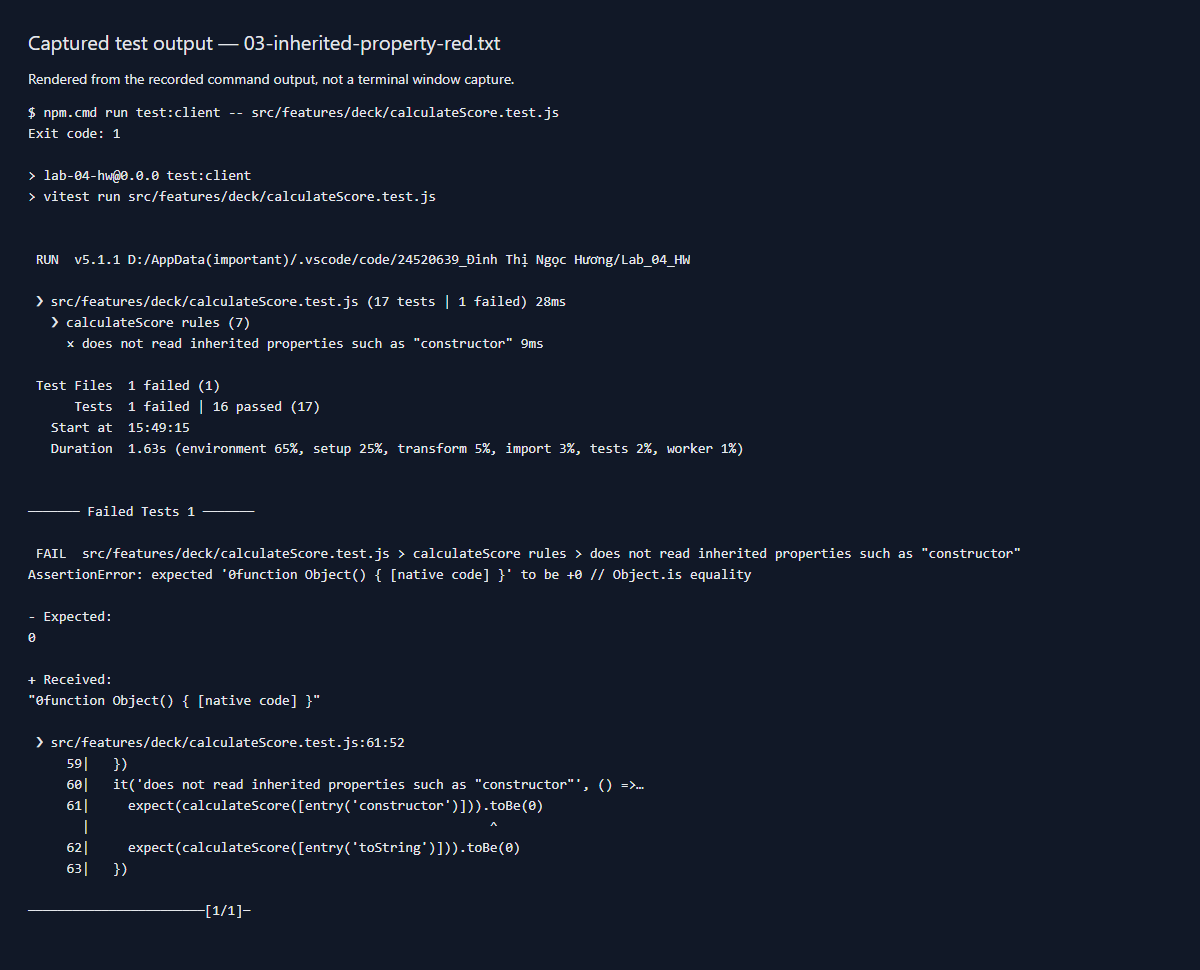 Captured test output — 03-inherited-property-red.txt
Rendered from the recorded command output, not a terminal window capture.
$ npm.cmd run test:client -- src/features/deck/calculateScore.test.js
Exit code: 1
> lab-04-hw@0.0.0 test:client
> vitest run src/features/deck/calculateScore.test.js
RUN  v5.1.1 D:/AppData(important)/.vscode/code/24520639_Đinh Thị Ngọc Hương/Lab_04_HW
❯ src/features/deck/calculateScore.test.js (17 tests | 1 failed) 28ms
❯ calculateScore rules (7)
× does not read inherited properties such as "constructor" 9ms
Test Files  1 failed (1)
Tests  1 failed | 16 passed (17)
Start at  15:49:15
Duration  1.63s (environment 65%, setup 25%, transform 5%, import 3%, tests 2%, worker 1%)
─────── Failed Tests 1 ───────
FAIL  src/features/deck/calculateScore.test.js > calculateScore rules > does not read inherited properties such as "constructor"
AssertionError: expected '0function Object() { [native code] }' to be +0 // Object.is equality
- Expected:
0
+ Received:
"0function Object() { [native code] }"
❯ src/features/deck/calculateScore.test.js:61:52
59|   })
60|   it('does not read inherited properties such as "constructor"', () =>…
61|     expect(calculateScore([entry('constructor')])).toBe(0)
|                                                    ^
62|     expect(calculateScore([entry('toString')])).toBe(0)
63|   })
───────────────────────[1/1]─